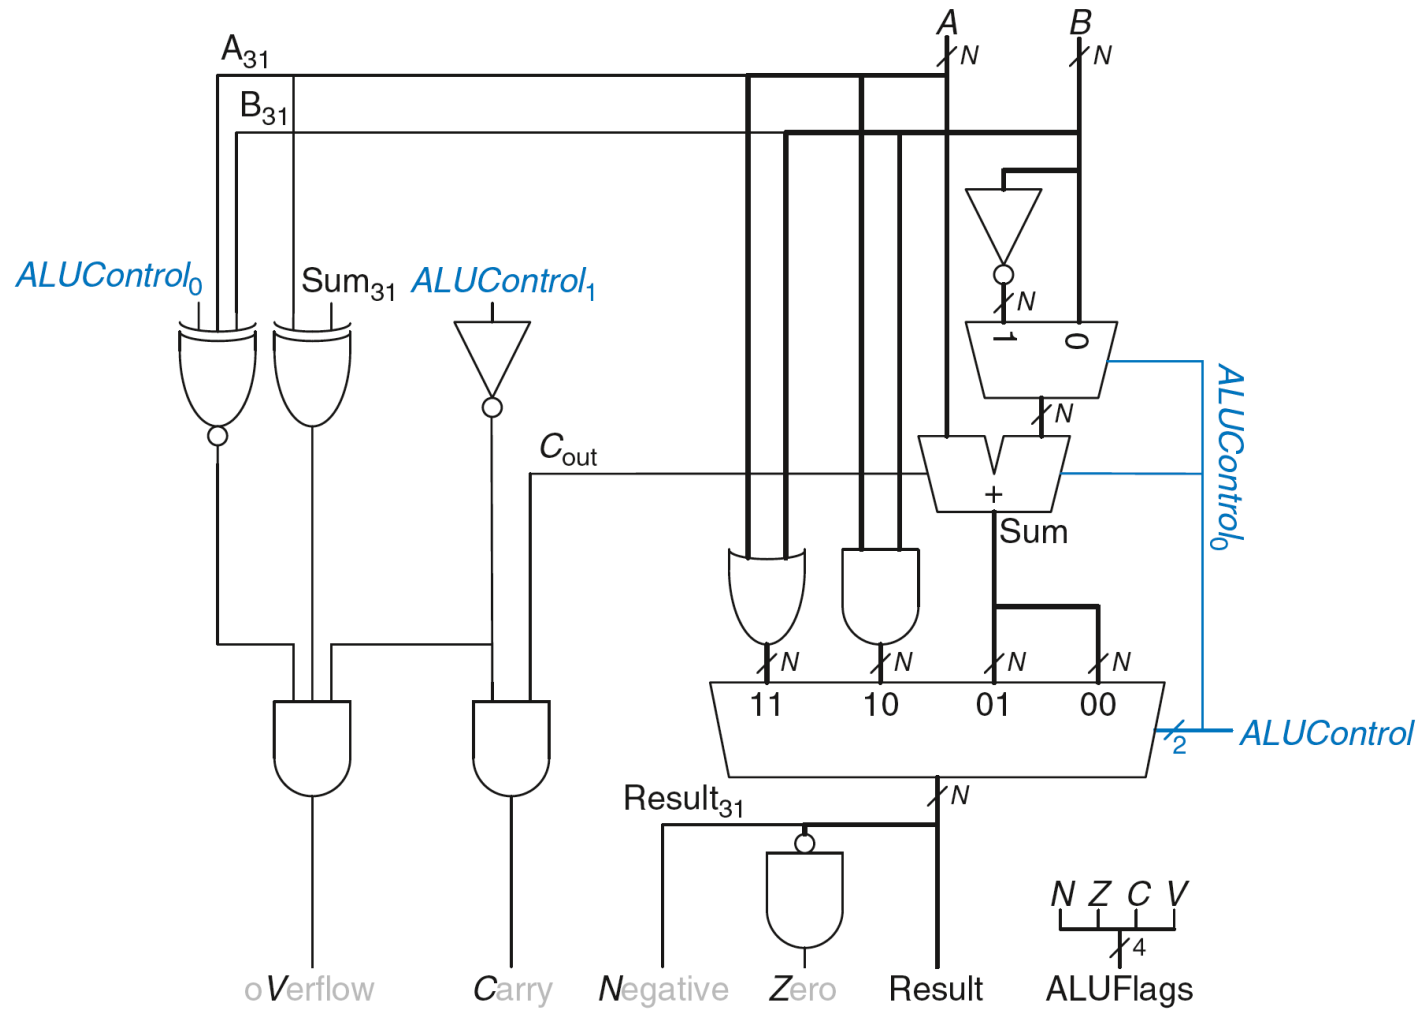 A B
N N
A31
B31
ALUControl0 Sum31 ALUControl1
N
1 0
ALUControl0
N
Cout
+
Sum
N N N N
11 10 01 00
2 ALUControl
N
Result31
N Z C V
4
oVerflow Carry Negative Zero Result ALUFlags